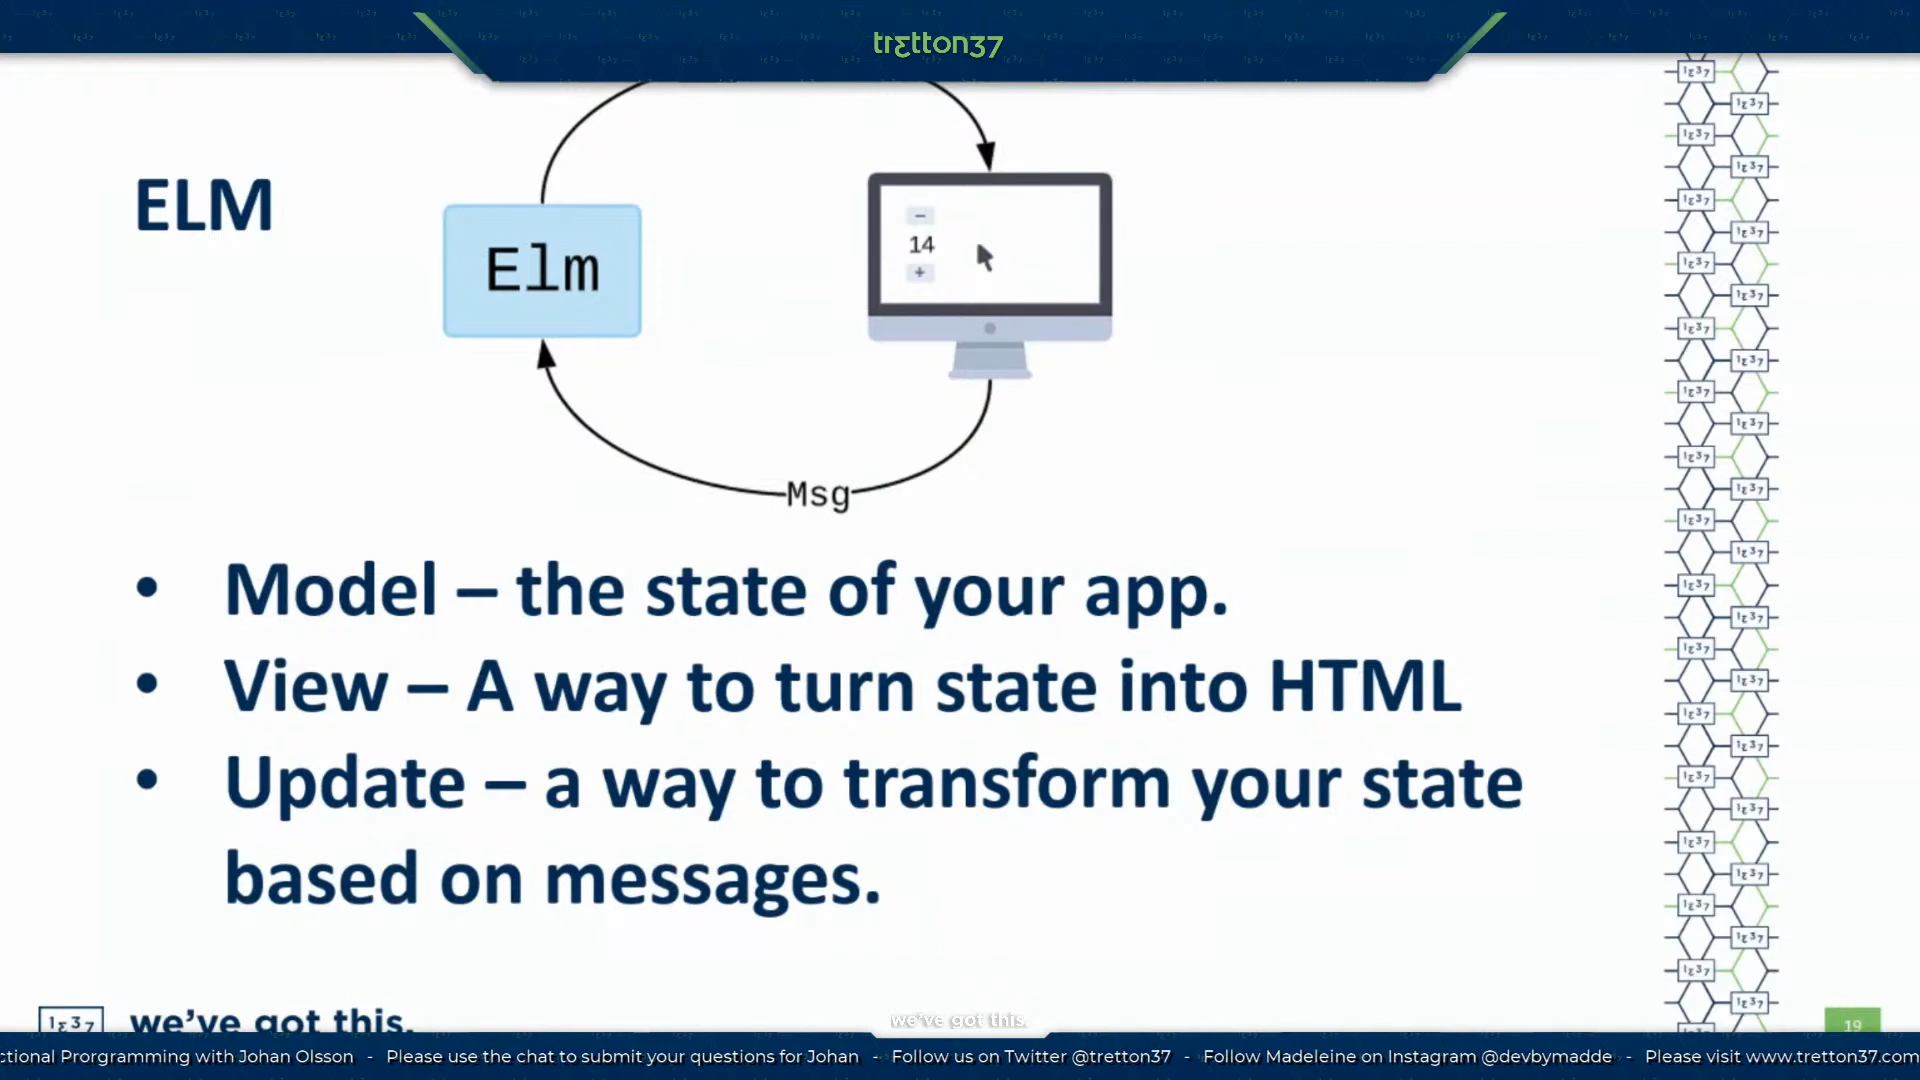 tretton37
ELM
Elm
−
14
+
Msg
• Model – the state of your app.
• View – A way to turn state into HTML
• Update – a way to transform your state
based on messages.
we've got this.
we've got this.
19
ctional Prorgramming with Johan Olsson - Please use the chat to submit your questions for Johan - Follow us on Twitter @tretton37 - Follow Madeleine on Instagram @devbymadde - Please visit www.tretton37.com